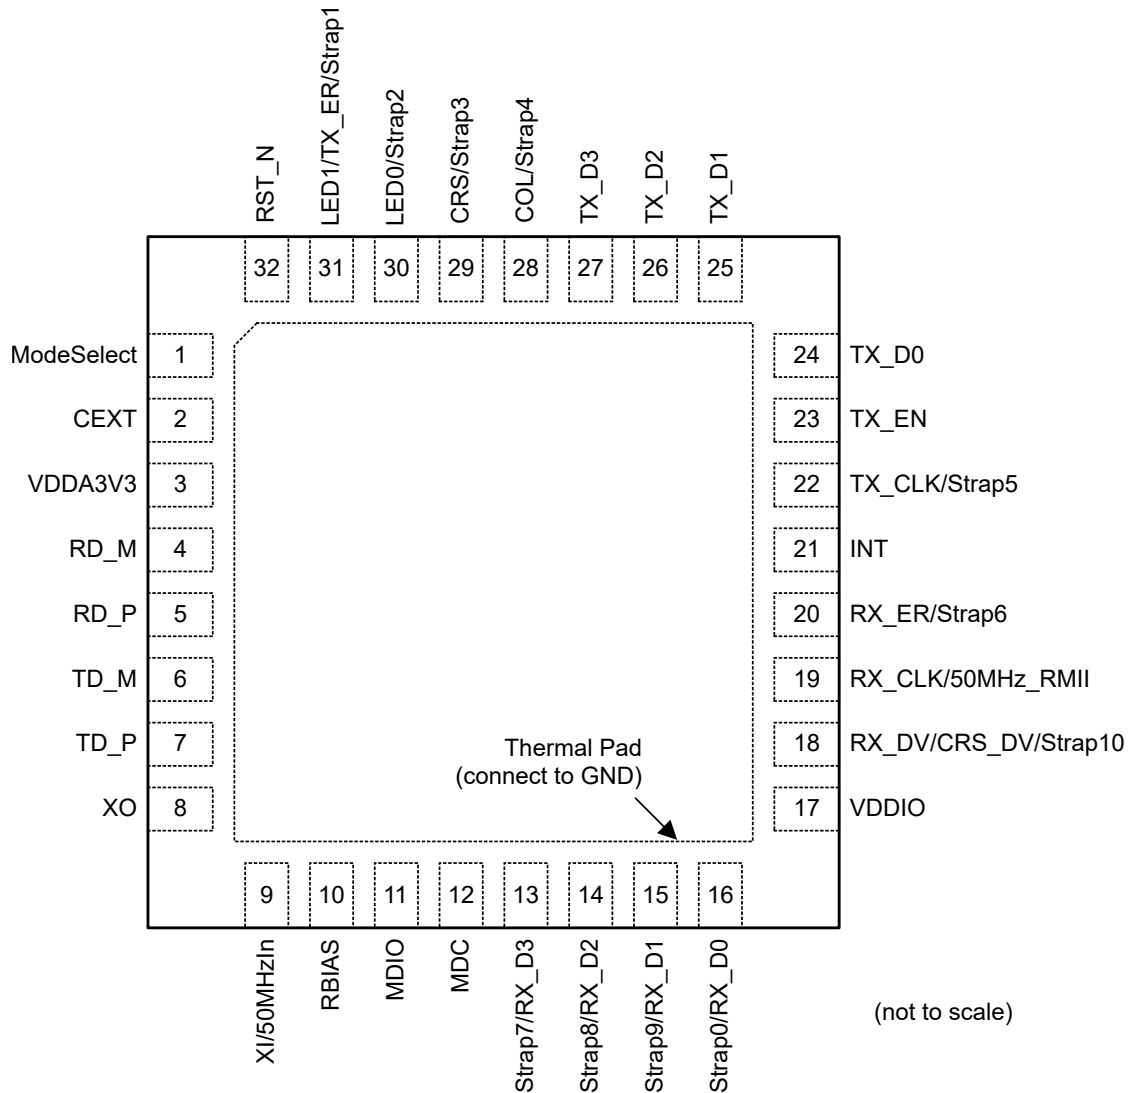 RST_N
LED1/TX_ER/Strap1
LED0/Strap2
CRS/Strap3
COL/Strap4
TX_D3
TX_D2
TX_D1
32
31
30
29
28
27
26
25
ModeSelect
1
CEXT
2
VDDA3V3
3
RD_M
4
RD_P
5
TD_M
6
TD_P
7
XO
8
24
TX_D0
23
TX_EN
22
TX_CLK/Strap5
21
INT
20
RX_ER/Strap6
19
RX_CLK/50MHz_RMII
18
RX_DV/CRS_DV/Strap10
17
VDDIO
Thermal Pad
(connect to GND)
9
10
11
12
13
14
15
16
XI/50MHzIn
RBIAS
MDIO
MDC
Strap7/RX_D3
Strap8/RX_D2
Strap9/RX_D1
Strap0/RX_D0
(not to scale)